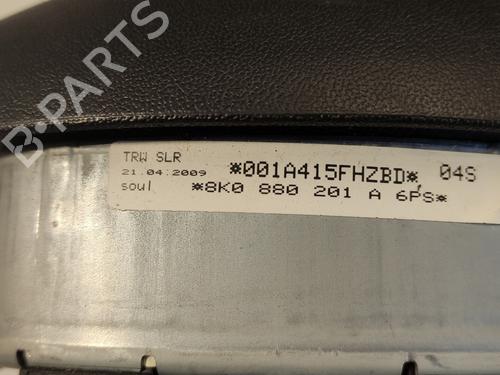 TRW SLR
21.04.2009 *001A415FHZBD* 04S
soul *8K0 880 201 A 6PS*
B-PARTS